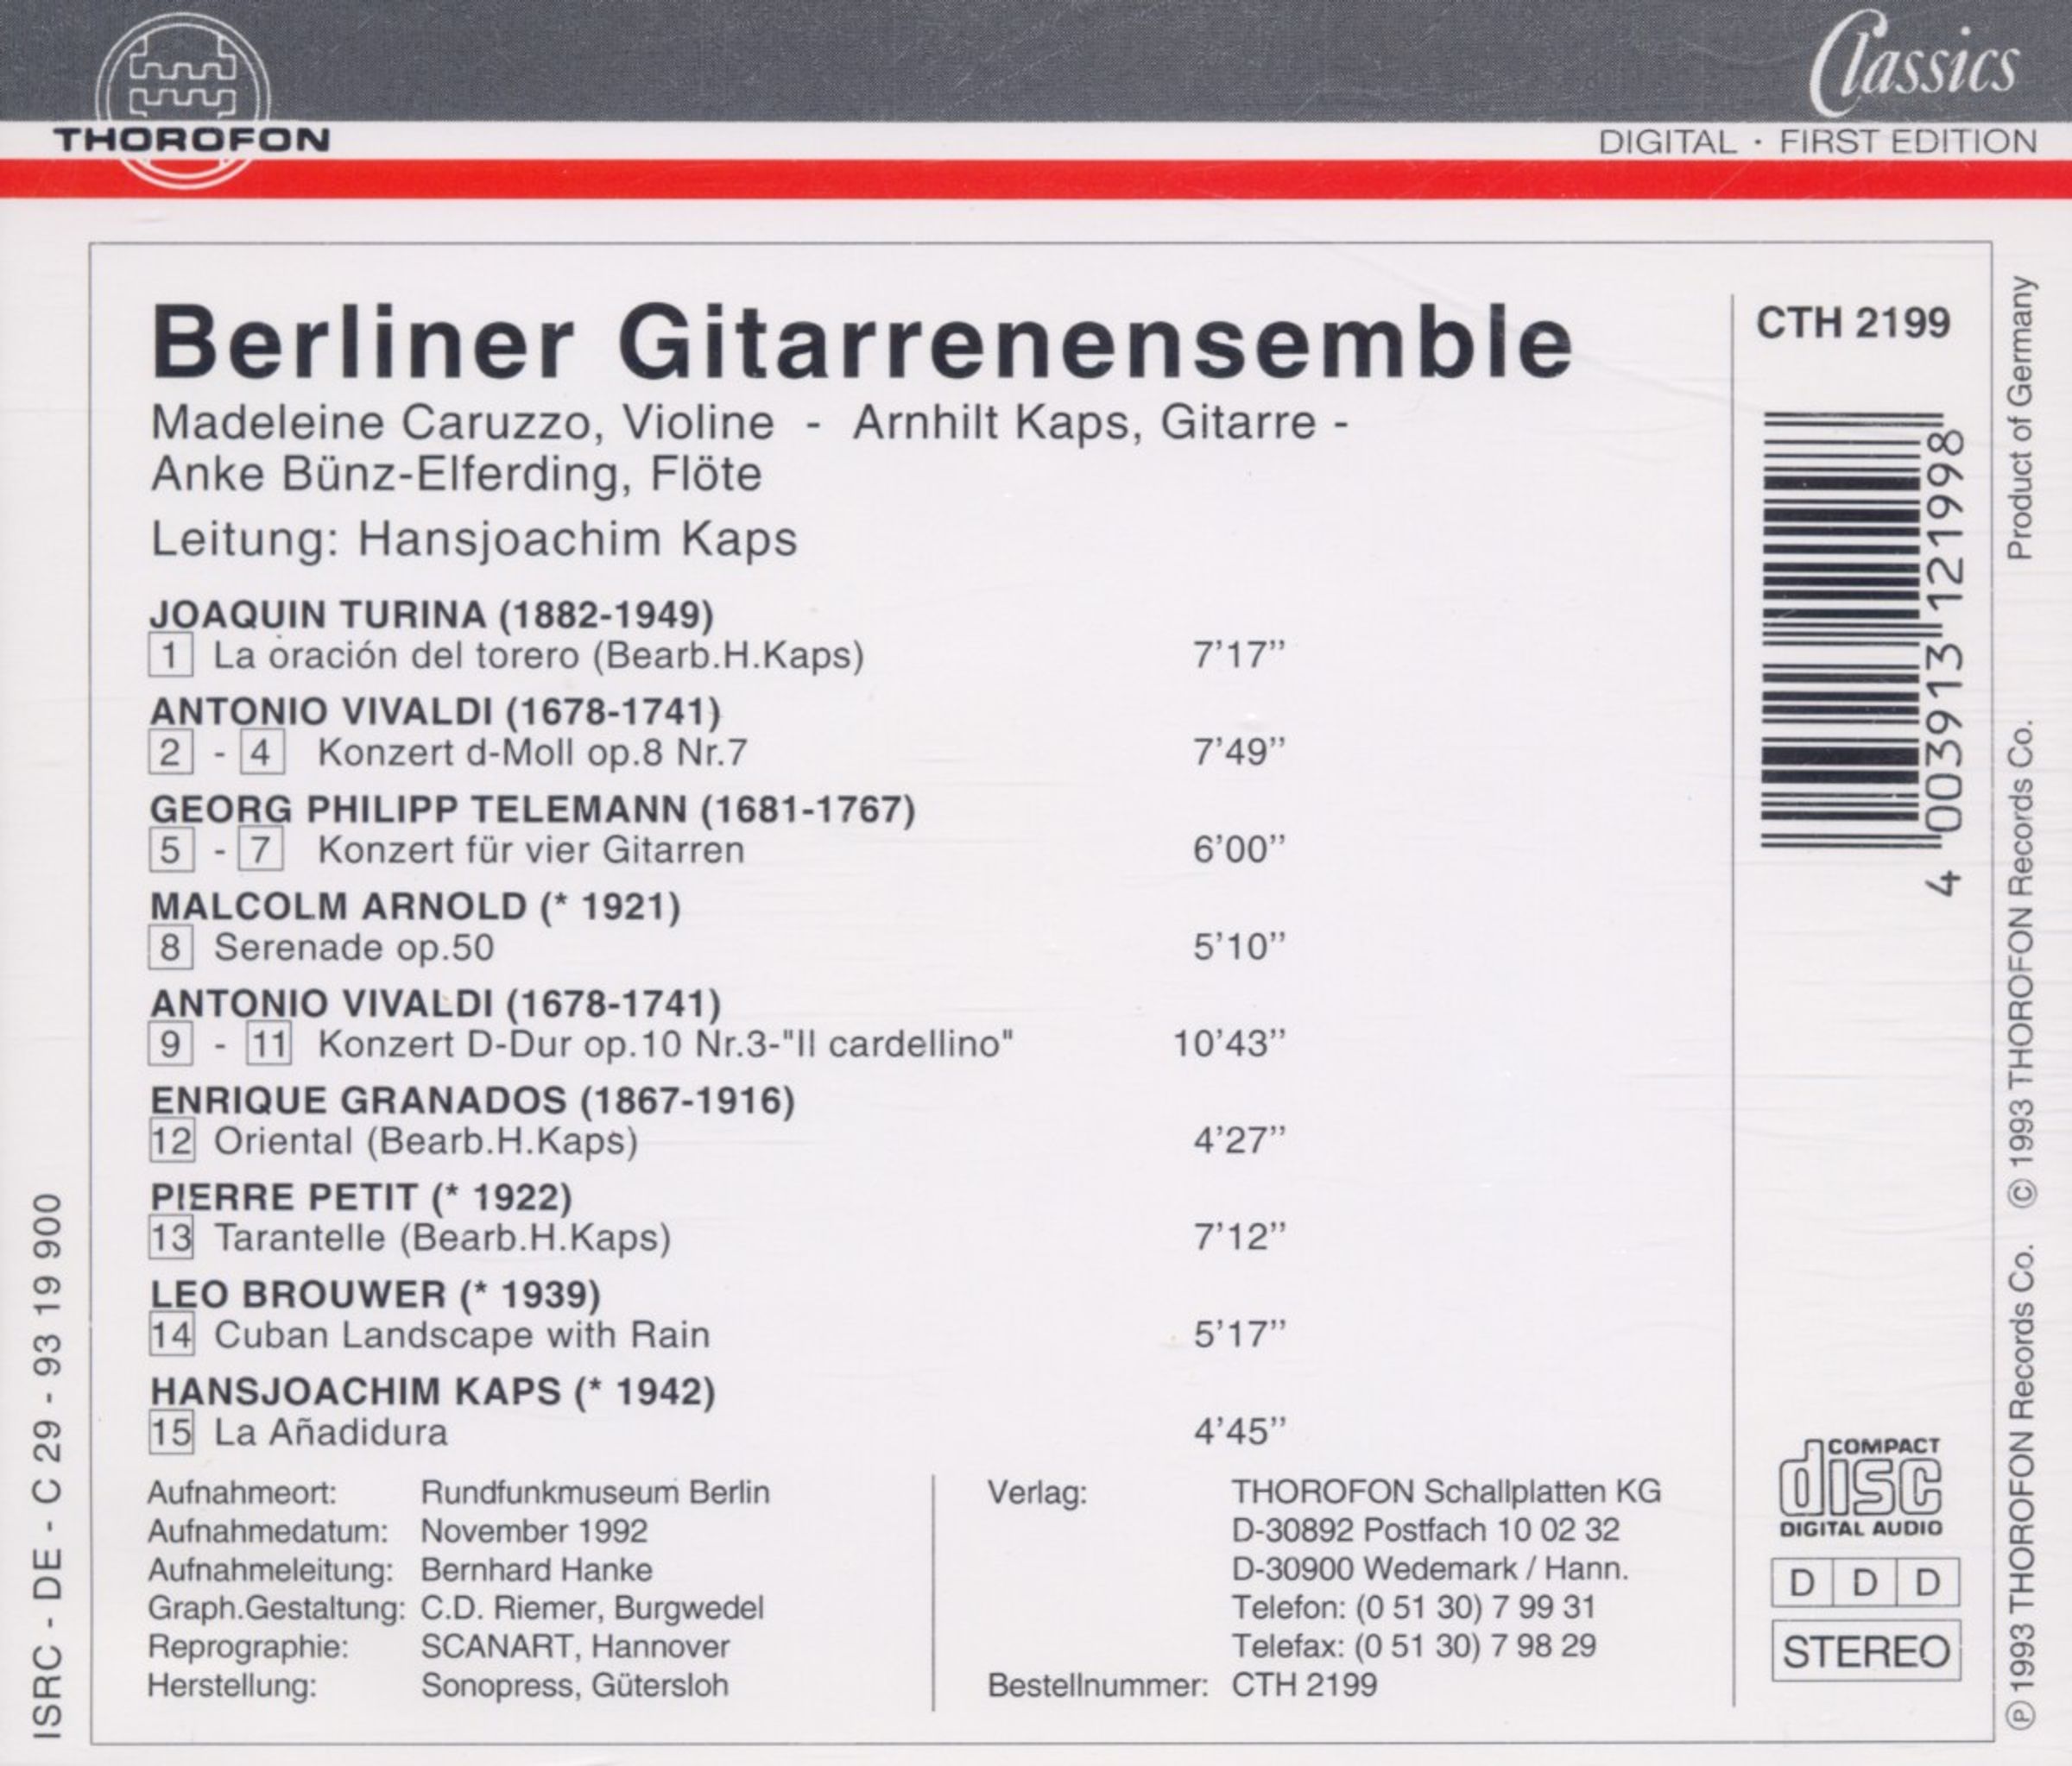 Classics
THOROFON
DIGITAL · FIRST EDITION
Berliner Gitarrenensemble
Madeleine Caruzzo, Violine - Arnhilt Kaps, Gitarre -
Anke Bünz-Elferding, Flöte
Leitung: Hansjoachim Kaps
JOAQUIN TURINA (1882-1949)
1 La oración del torero (Bearb.H.Kaps) 7'17''
ANTONIO VIVALDI (1678-1741)
2 - 4 Konzert d-Moll op.8 Nr.7 7'49''
GEORG PHILIPP TELEMANN (1681-1767)
5 - 7 Konzert für vier Gitarren 6'00''
MALCOLM ARNOLD (* 1921)
8 Serenade op.50 5'10''
ANTONIO VIVALDI (1678-1741)
9 - 11 Konzert D-Dur op.10 Nr.3-"Il cardellino" 10'43''
ENRIQUE GRANADOS (1867-1916)
12 Oriental (Bearb.H.Kaps) 4'27''
PIERRE PETIT (* 1922)
13 Tarantelle (Bearb.H.Kaps) 7'12''
LEO BROUWER (* 1939)
14 Cuban Landscape with Rain 5'17''
HANSJOACHIM KAPS (* 1942)
15 La Añadidura 4'45''
Aufnahmeort: Rundfunkmuseum Berlin
Aufnahmedatum: November 1992
Aufnahmeleitung: Bernhard Hanke
Graph.Gestaltung: C.D. Riemer, Burgwedel
Reprographie: SCANART, Hannover
Herstellung: Sonopress, Gütersloh
Verlag: THOROFON Schallplatten KG
D-30892 Postfach 10 02 32
D-30900 Wedemark / Hann.
Telefon: (0 51 30) 7 99 31
Telefax: (0 51 30) 7 98 29
Bestellnummer: CTH 2199
CTH 2199
4 003913 121998
COMPACT
disc
DIGITAL AUDIO
D D D
STEREO
ISRC - DE - C 29 - 93 19 900
℗ 1993 THOROFON Records Co. © 1993 THOROFON Records Co. Product of Germany